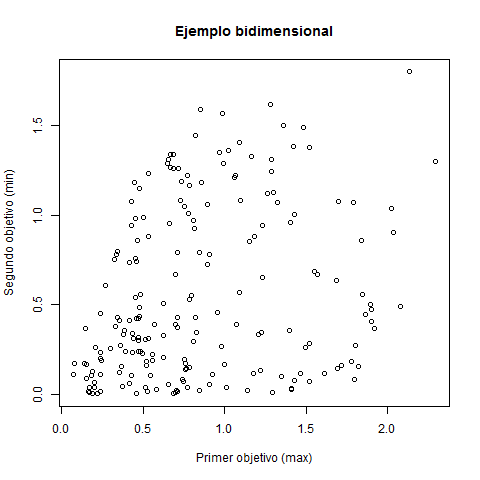 Ejemplo bidimensional
Segundo objetivo (min)
1.5
1.0
0.5
0.0
0.0 0.5 1.0 1.5 2.0
Primer objetivo (max)